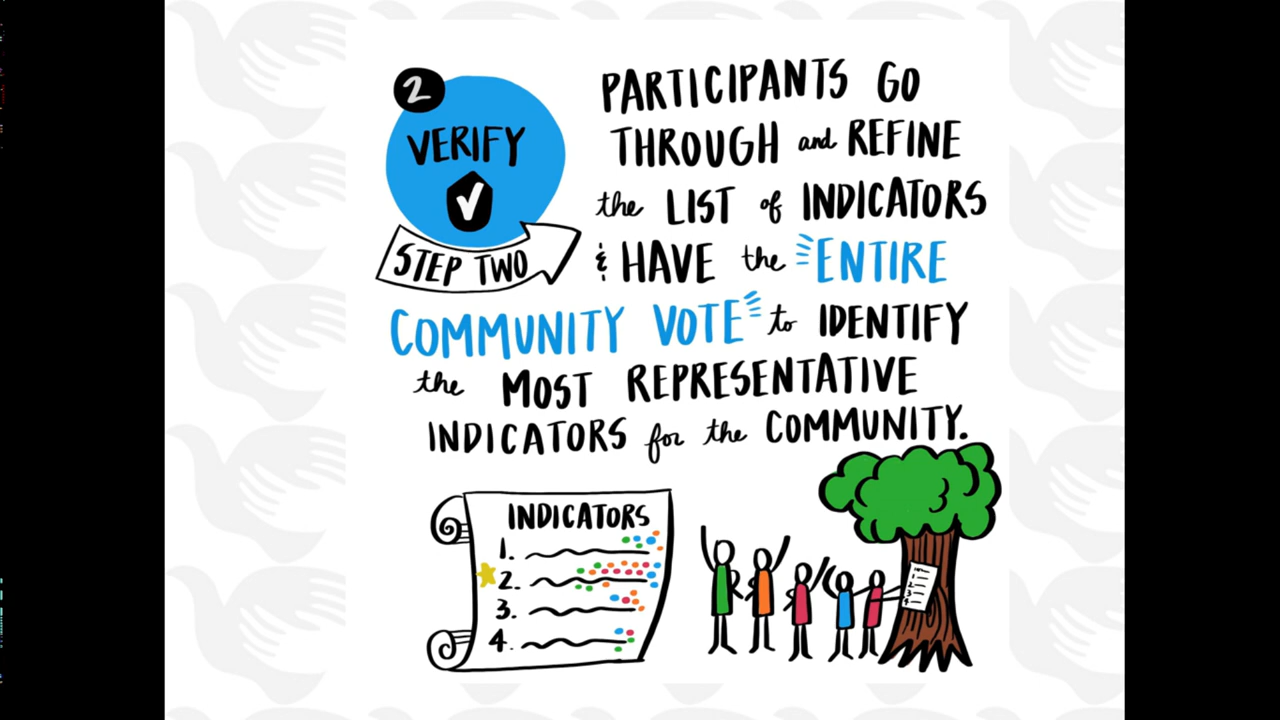 2
VERIFY
STEP TWO
PARTICIPANTS GO
THROUGH and REFINE
the LIST of INDICATORS
& HAVE the ENTIRE
COMMUNITY VOTE to IDENTIFY
the MOST REPRESENTATIVE
INDICATORS for the COMMUNITY.
INDICATORS
1.
2.
3.
4.